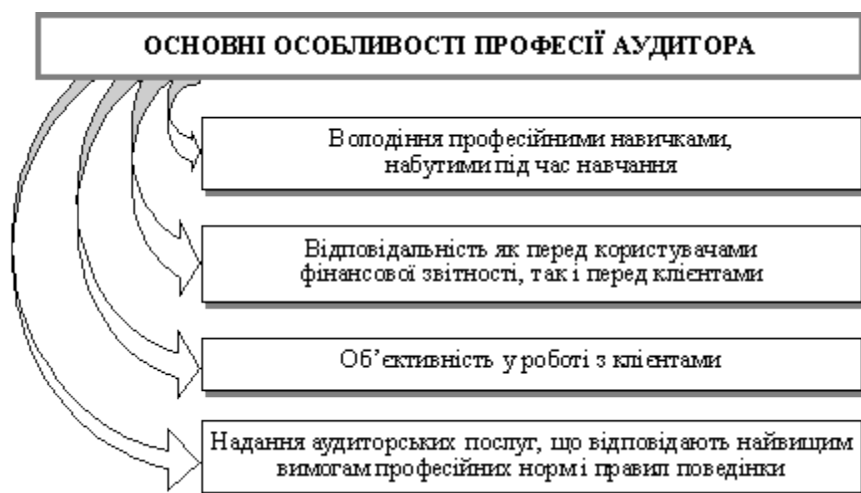 ОСНОВНІ ОСОБЛИВОСТІ ПРОФЕСІЇ АУДИТОРА
Володіння професійними навичками,
набутими під час навчання
Відповідальність як перед користувачами
фінансової звітності, так і перед клієнтами
Об’єктивність у роботі з клієнтами
Надання аудиторських послуг, що відповідають найвищим
вимогам професійних норм і правил поведінки